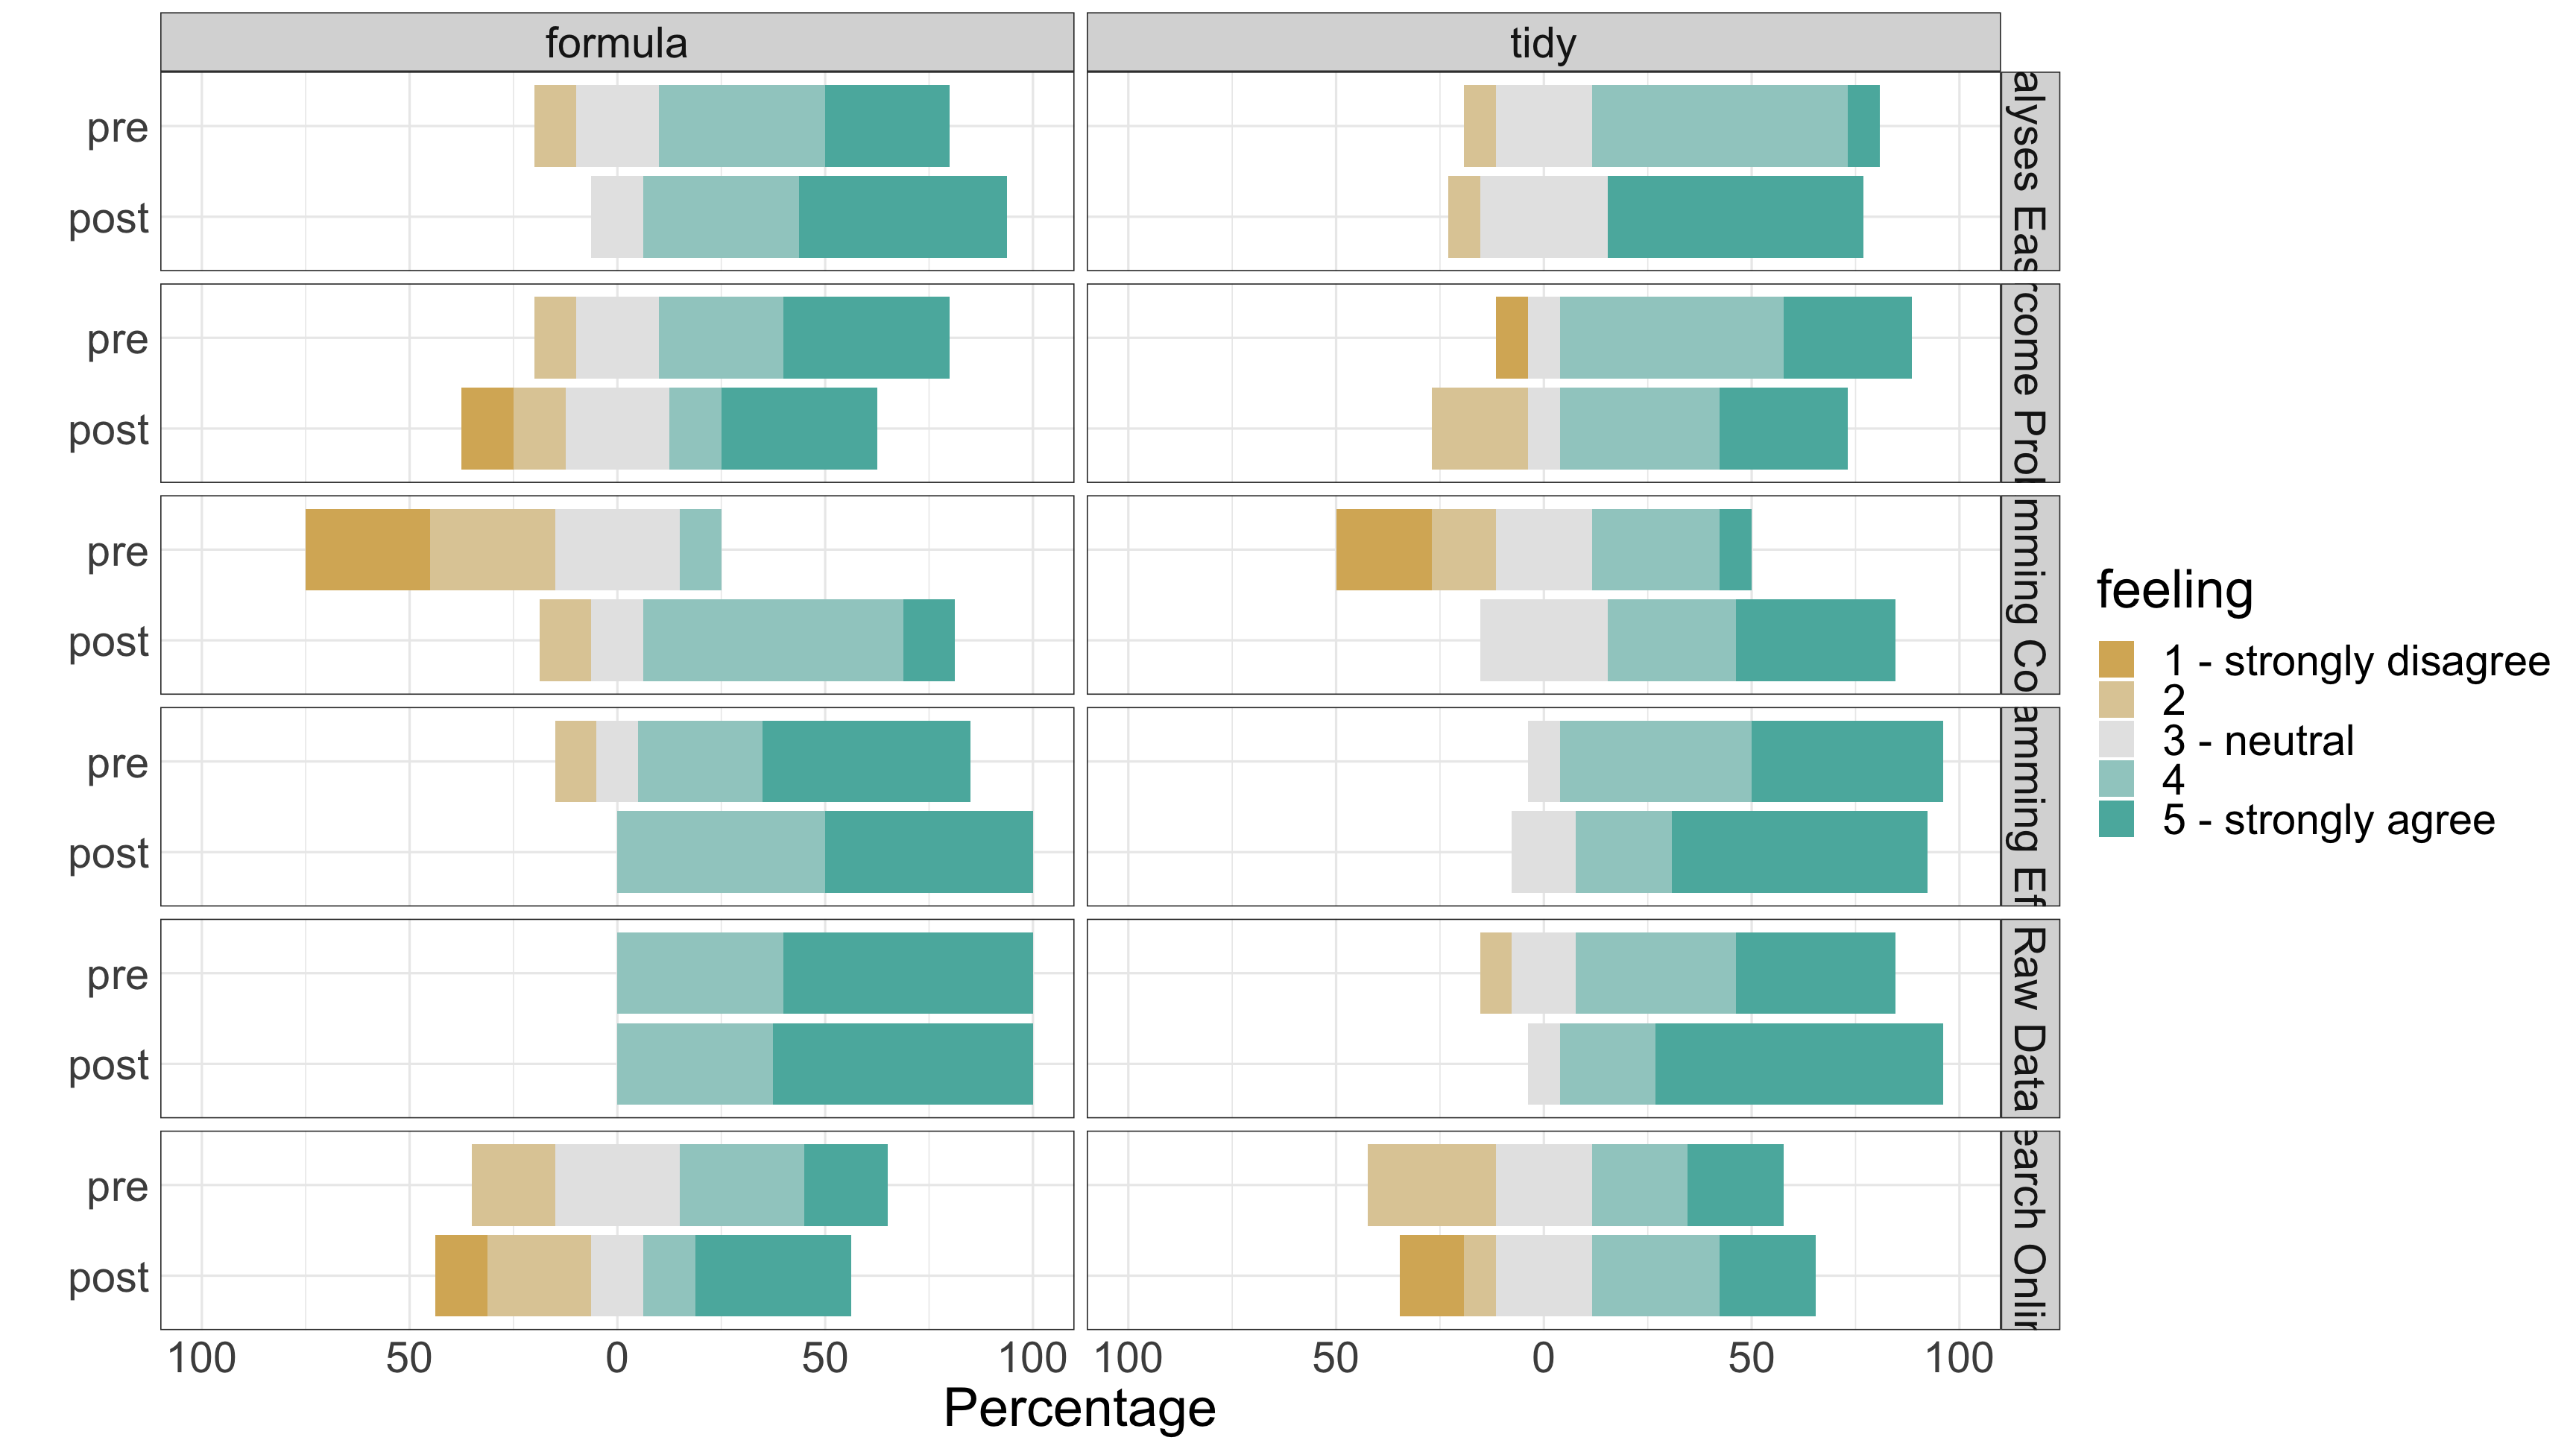 formula
tidy
pre
post
alyses Eas
pre
post
come Pro
pre
post
mming Co
pre
post
amming Ef
pre
post
Raw Data
pre
post
earch Onlin
100 50 0 50 100
100 50 0 50 100
Percentage
feeling
1 - strongly disagree
2
3 - neutral
4
5 - strongly agree